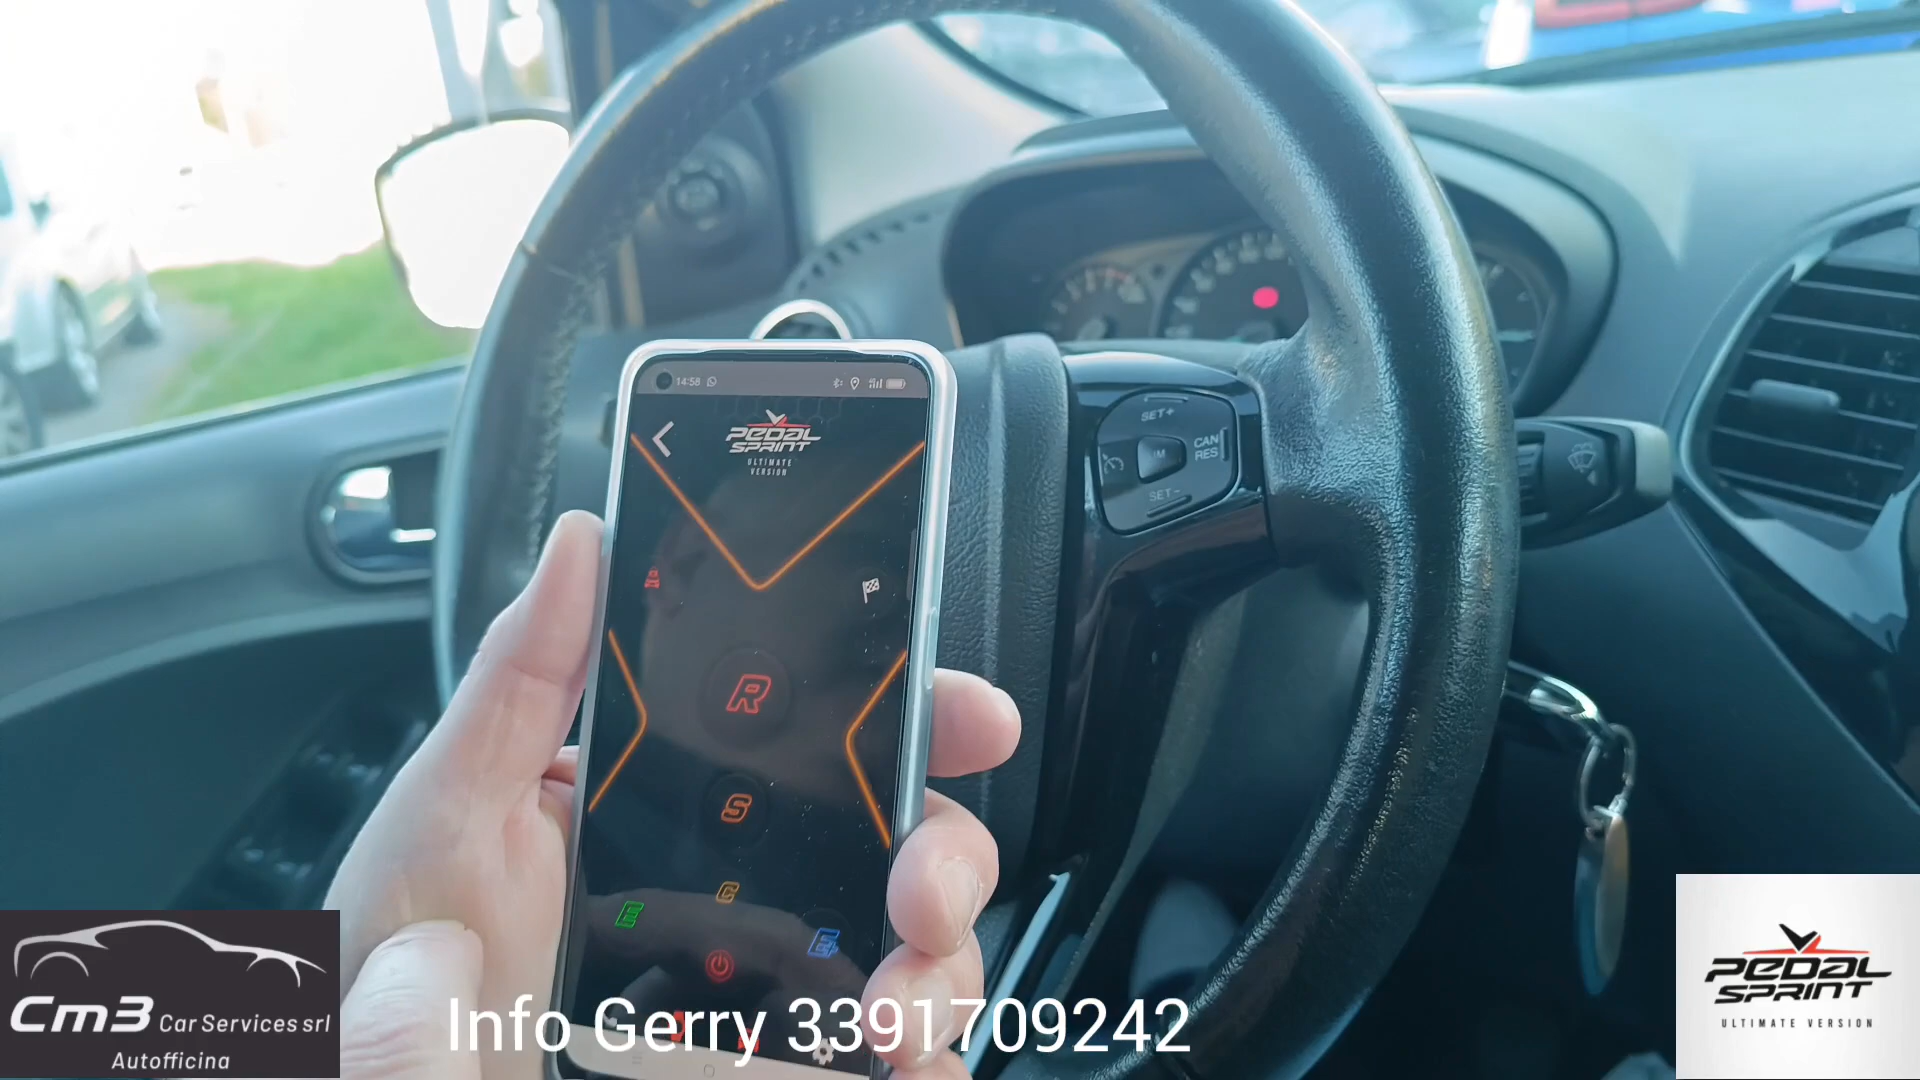 14:58
PEDAL
SPRINT
ULTIMATE
VERSION
SET+
CAN
RES
SET-
R
S
C
E
Cm3 Car Services srl
Autofficina
Info Gerry 3391709242
PEDAL
SPRINT
ULTIMATE VERSION